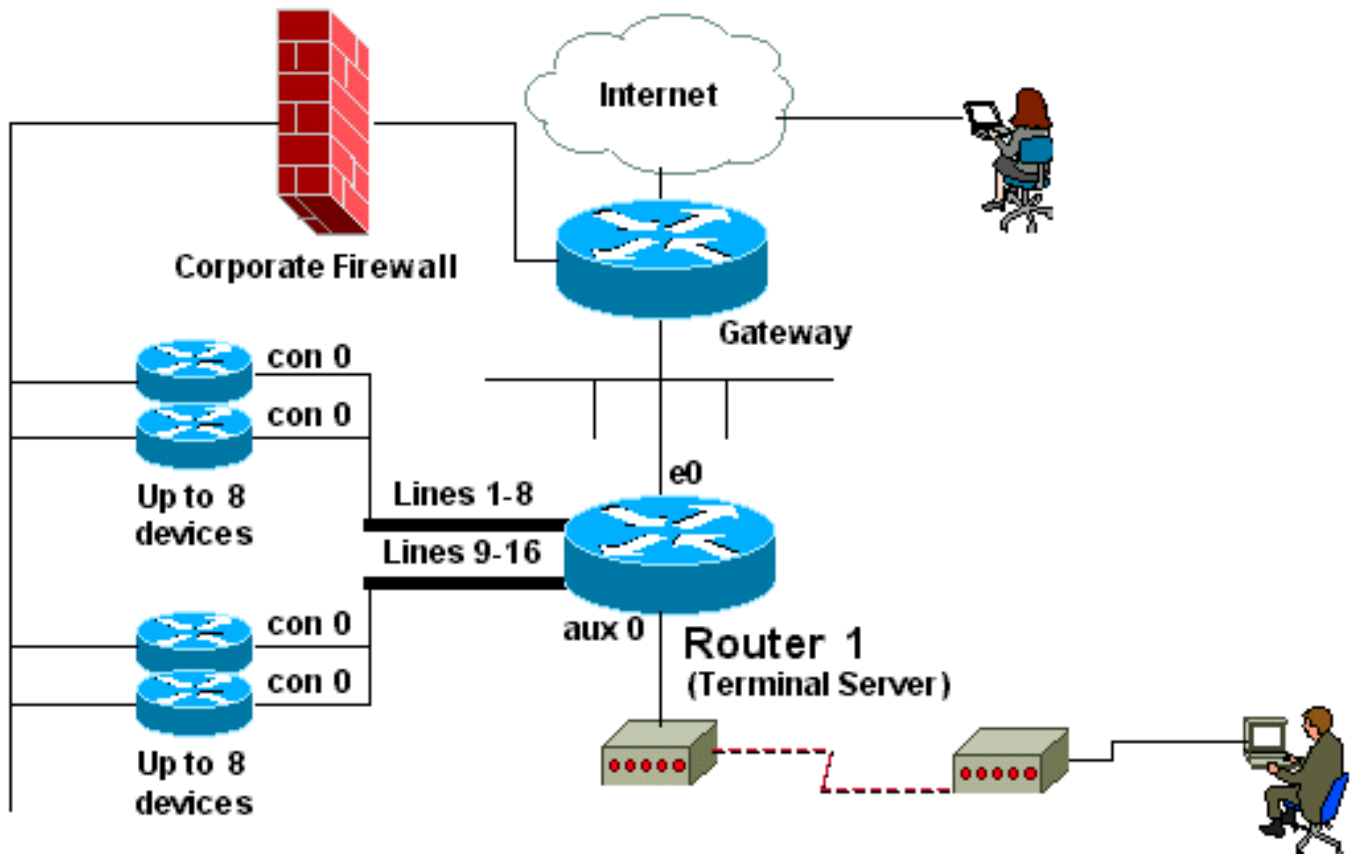 Internet
Corporate Firewall
Gateway
con 0
con 0
Up to 8
devices
e0
Lines 1-8
Lines 9-16
con 0
con 0
aux 0
Router 1
(Terminal Server)
Up to 8
devices